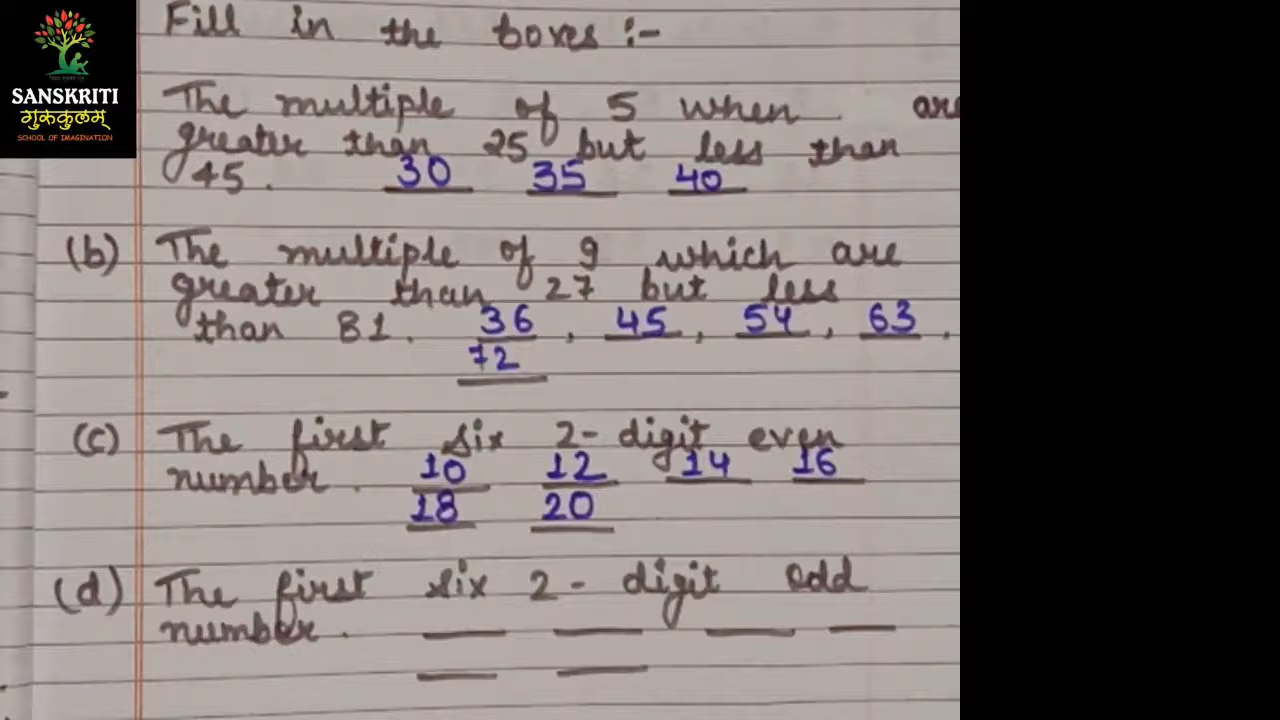 SANSKRITI
गुरुकुलम्
SCHOOL OF IMAGINATION
Fill in the boxes :-
The multiple of 5 when are
greater than 25 but less than
45. 30 35 40
(b) The multiple of 9 which are
greater than 27 but less
than 81. 36, 45, 54, 63.
72
(c) The first six 2-digit even
number. 10 12 14 16
18 20
(d) The first six 2-digit odd
number.